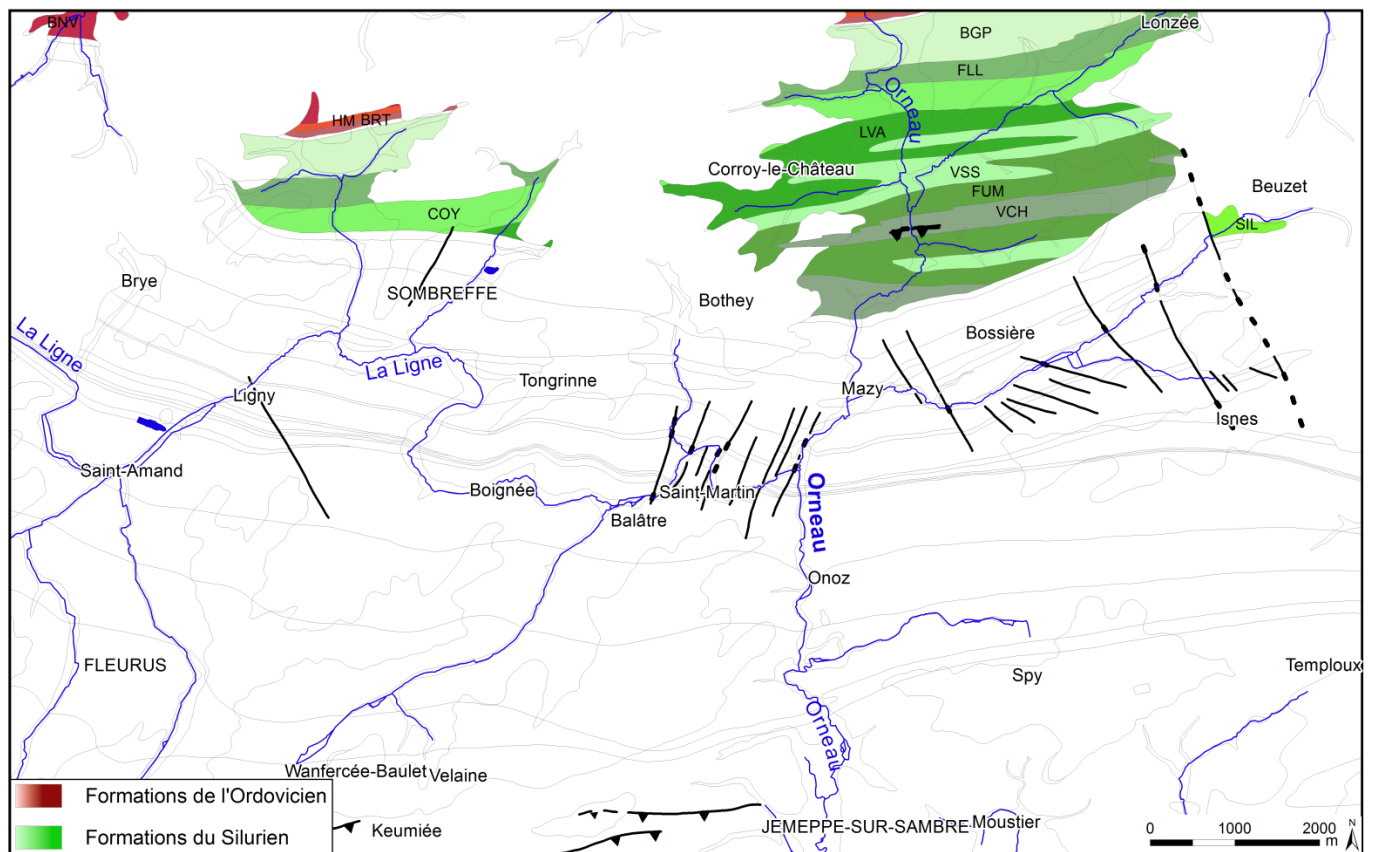 BNV
Lonzée
BGP
FLL
Orneau
HM BRT
LVA
Corroy-le-Château
VSS
FUM
Beuzet
COY
VCH
SIL
Brye
SOMBREFFE
Bothey
La Ligne
Bossière
La Ligne
Tongrinne
Mazy
Ligny
Isnes
Saint-Amand
Boignée
Saint-Martin
Orneau
Balâtre
Onoz
FLEURUS
Spy
Temploux
Orneau
Wanfercée-Baulet
Velaine
Formations de l'Ordovicien
Formations du Silurien
Keumiée
JEMEPPE-SUR-SAMBRE
Moustier
0 1000 2000
m
N